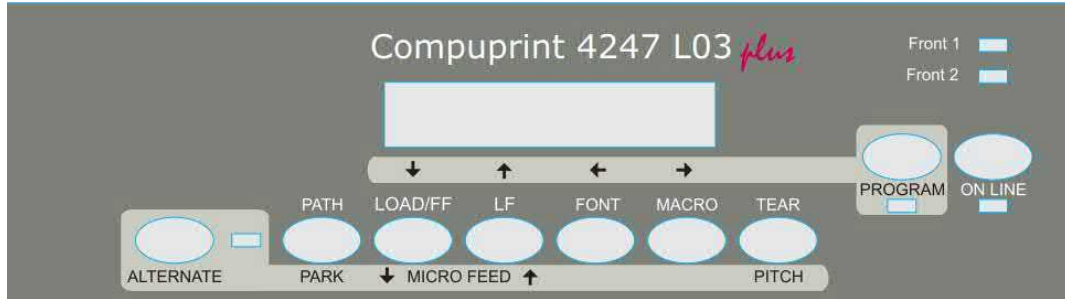 Compuprint 4247 L03 plus
Front 1
Front 2
↓ ↑ ← →
PROGRAM ON LINE
PATH LOAD/FF LF FONT MACRO TEAR
ALTERNATE PARK ↓ MICRO FEED ↑ PITCH